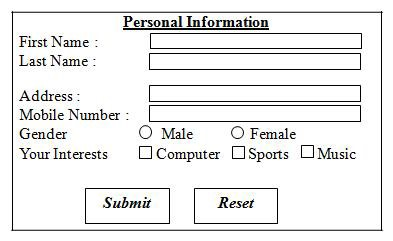 Personal Information
First Name :
Last Name :
Address :
Mobile Number :
Gender Male Female
Your Interests Computer Sports Music
Submit Reset